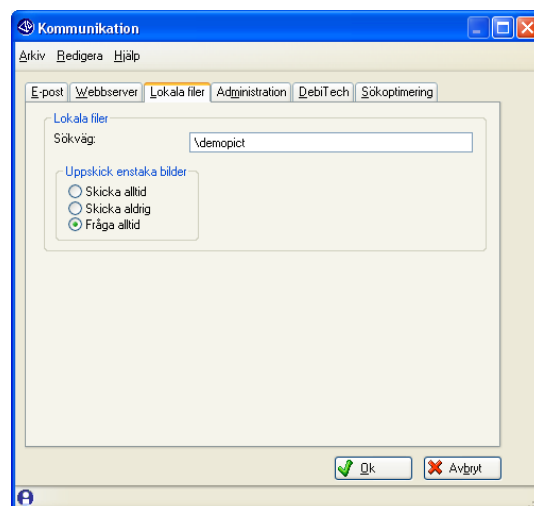 Kommunikation
Arkiv Redigera Hjälp
E-post Webbserver Lokala filer Administration DebiTech Sökoptimering
Lokala filer
Sökväg: \demopict
Uppskick enstaka bilder
Skicka alltid
Skicka aldrig
Fråga alltid
Ok Avbryt